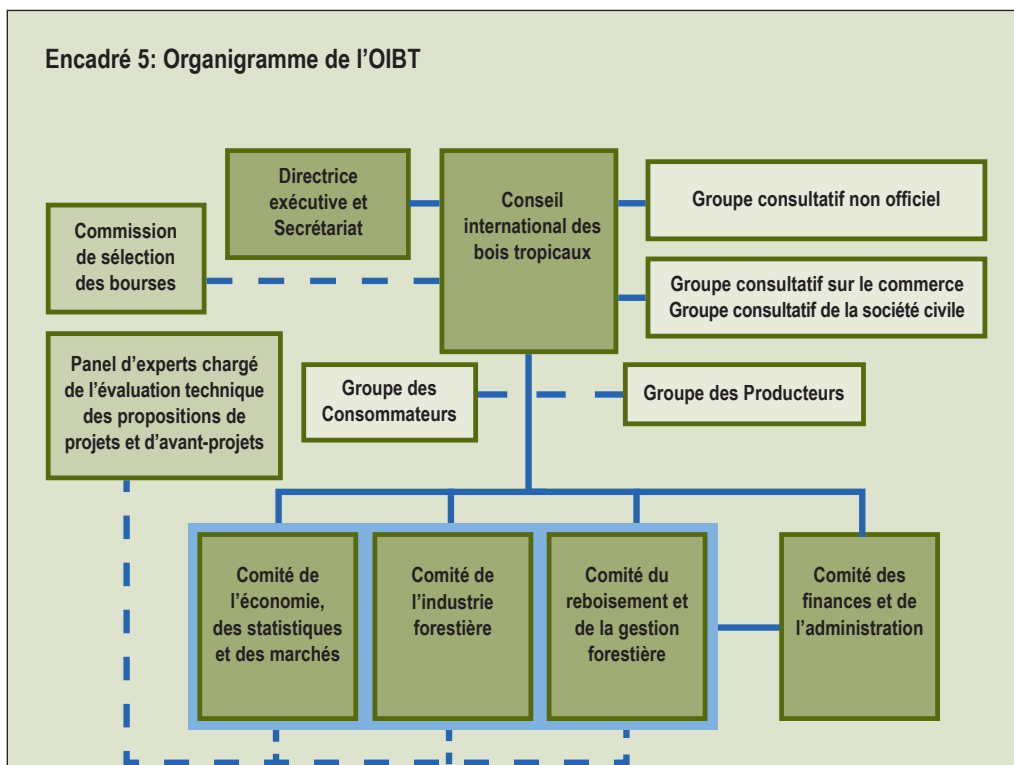 Encadré 5: Organigramme de l'OIBT
Directrice
exécutive et
Secrétariat
Conseil
international des
bois tropicaux
Groupe consultatif non officiel
Commission
de sélection
des bourses
Groupe consultatif sur le commerce
Groupe consultatif de la société civile
Panel d'experts chargé
de l'évaluation technique
des propositions de
projets et d'avant-projets
Groupe des
Consommateurs
Groupe des Producteurs
Comité de
l'économie,
des statistiques
et des marchés
Comité de
l'industrie
forestière
Comité du
reboisement et
de la gestion
forestière
Comité des
finances et de
l'administration